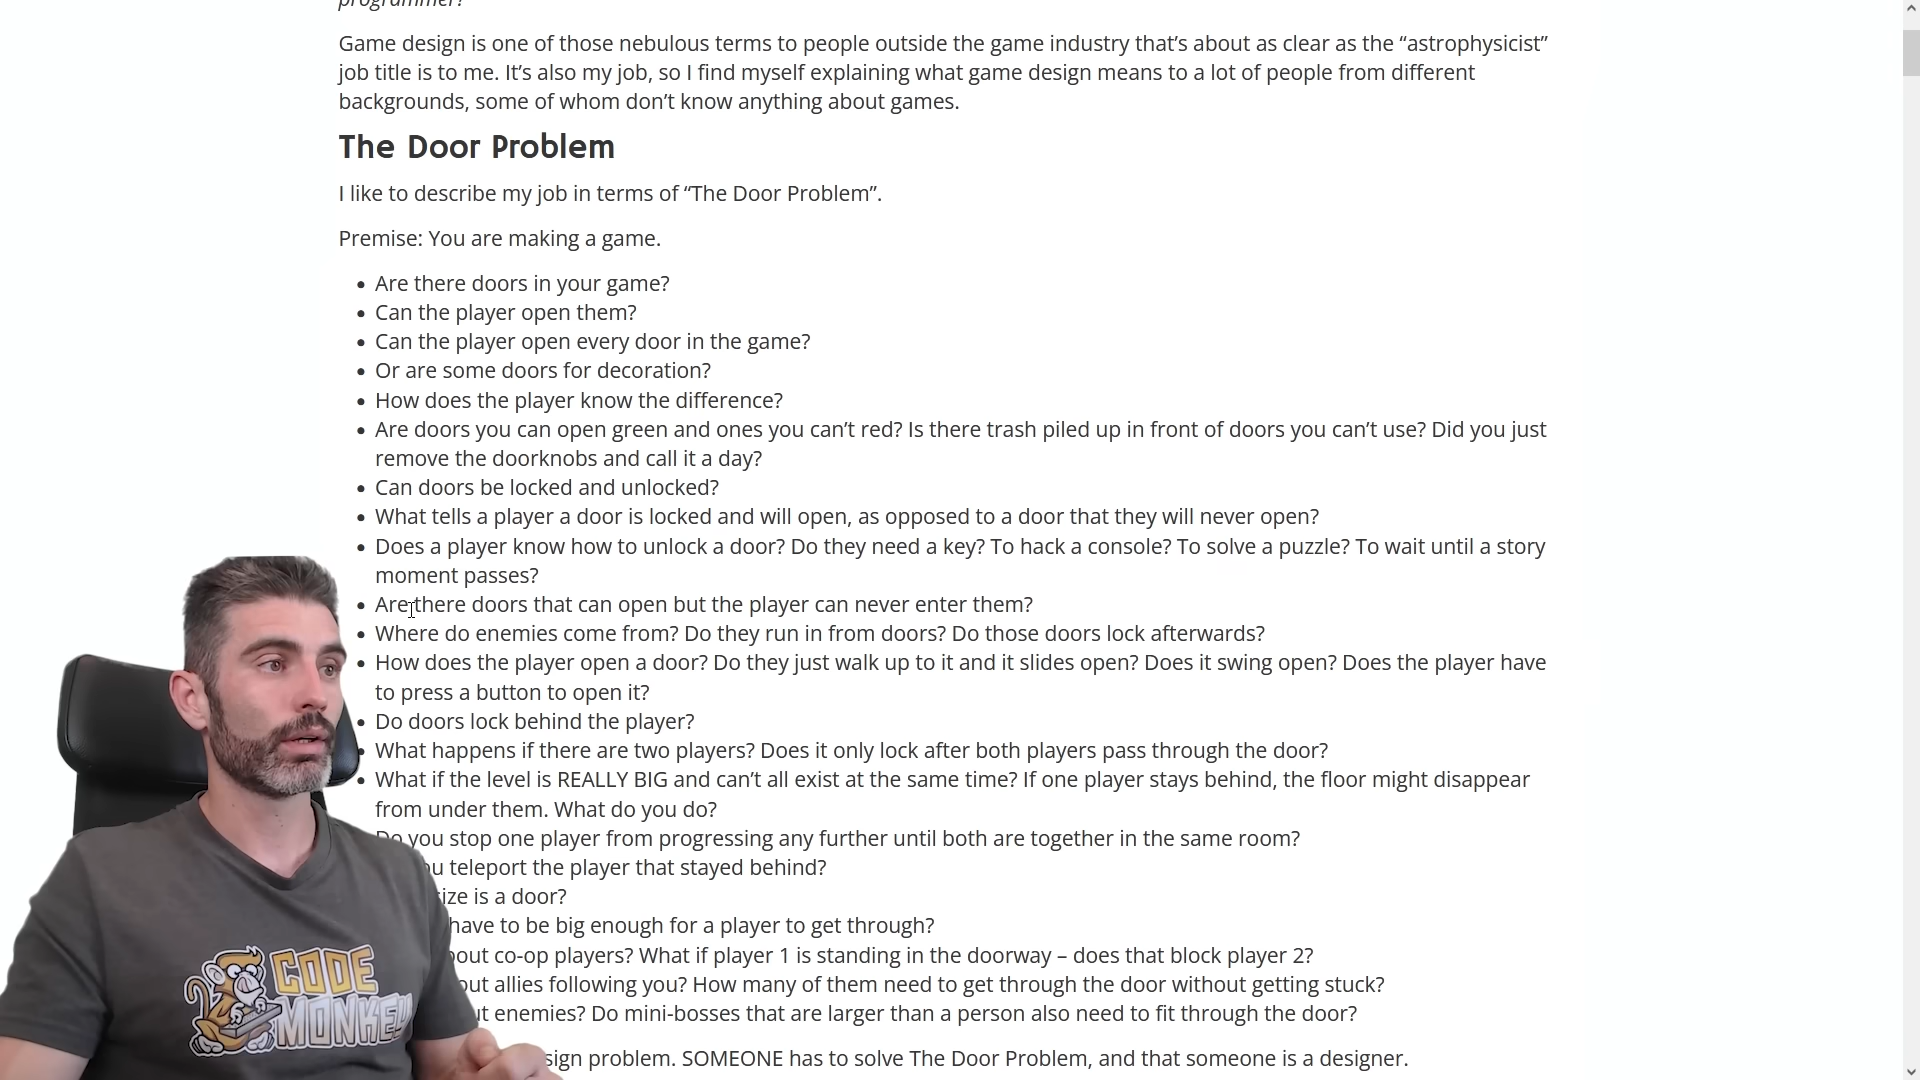 programmer?
Game design is one of those nebulous terms to people outside the game industry that’s about as clear as the “astrophysicist”
job title is to me. It’s also my job, so I find myself explaining what game design means to a lot of people from different
backgrounds, some of whom don’t know anything about games.
The Door Problem
I like to describe my job in terms of “The Door Problem”.
Premise: You are making a game.
• Are there doors in your game?
• Can the player open them?
• Can the player open every door in the game?
• Or are some doors for decoration?
• How does the player know the difference?
• Are doors you can open green and ones you can’t red? Is there trash piled up in front of doors you can’t use? Did you just
remove the doorknobs and call it a day?
• Can doors be locked and unlocked?
• What tells a player a door is locked and will open, as opposed to a door that they will never open?
• Does a player know how to unlock a door? Do they need a key? To hack a console? To solve a puzzle? To wait until a story
moment passes?
• Are there doors that can open but the player can never enter them?
• Where do enemies come from? Do they run in from doors? Do those doors lock afterwards?
• How does the player open a door? Do they just walk up to it and it slides open? Does it swing open? Does the player have
to press a button to open it?
• Do doors lock behind the player?
• What happens if there are two players? Does it only lock after both players pass through the door?
• What if the level is REALLY BIG and can’t all exist at the same time? If one player stays behind, the floor might disappear
from under them. What do you do?
Do you stop one player from progressing any further until both are together in the same room?
teleport the player that stayed behind?
is a door?
have to be big enough for a player to get through?
co-op players? What if player 1 is standing in the doorway – does that block player 2?
allies following you? How many of them need to get through the door without getting stuck?
enemies? Do mini-bosses that are larger than a person also need to fit through the door?
problem. SOMEONE has to solve The Door Problem, and that someone is a designer.
CODE
MONKEY